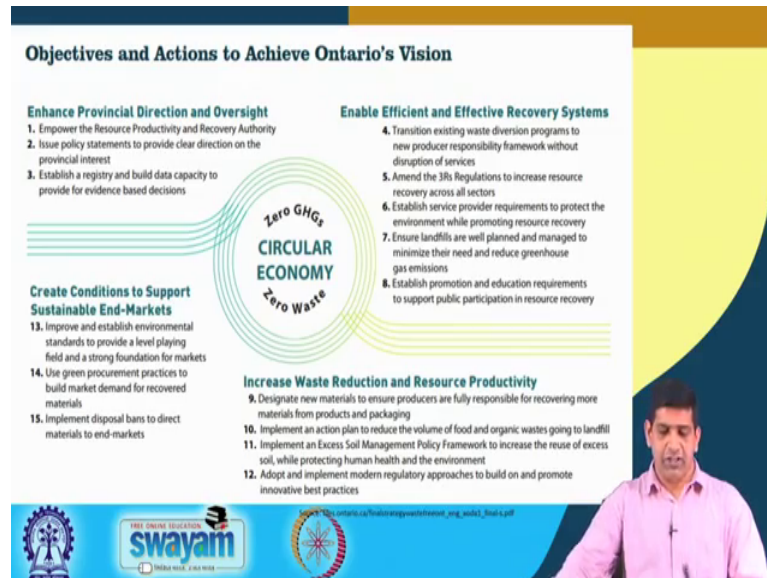 Objectives and Actions to Achieve Ontario's Vision
Enhance Provincial Direction and Oversight
1. Empower the Resource Productivity and Recovery Authority
2. Issue policy statements to provide clear direction on the
provincial interest
3. Establish a registry and build data capacity to
provide for evidence based decisions
Enable Efficient and Effective Recovery Systems
4. Transition existing waste diversion programs to
new producer responsibility framework without
disruption of services
5. Amend the 3Rs Regulations to increase resource
recovery across all sectors
6. Establish service provider requirements to protect the
environment while promoting resource recovery
7. Ensure landfills are well planned and managed to
minimize their need and reduce greenhouse
gas emissions
8. Establish promotion and education requirements
to support public participation in resource recovery
Zero GHGs
CIRCULAR
ECONOMY
Zero Waste
Create Conditions to Support
Sustainable End-Markets
13. Improve and establish environmental
standards to provide a level playing
field and a strong foundation for markets
14. Use green procurement practices to
build market demand for recovered
materials
15. Implement disposal bans to direct
materials to end-markets
Increase Waste Reduction and Resource Productivity
9. Designate new materials to ensure producers are fully responsible for recovering more
materials from products and packaging
10. Implement an action plan to reduce the volume of food and organic wastes going to landfill
11. Implement an Excess Soil Management Policy Framework to increase the reuse of excess
soil, while protecting human health and the environment
12. Adopt and implement modern regulatory approaches to build on and promote
innovative best practices
FREE ONLINE EDUCATION
swayam